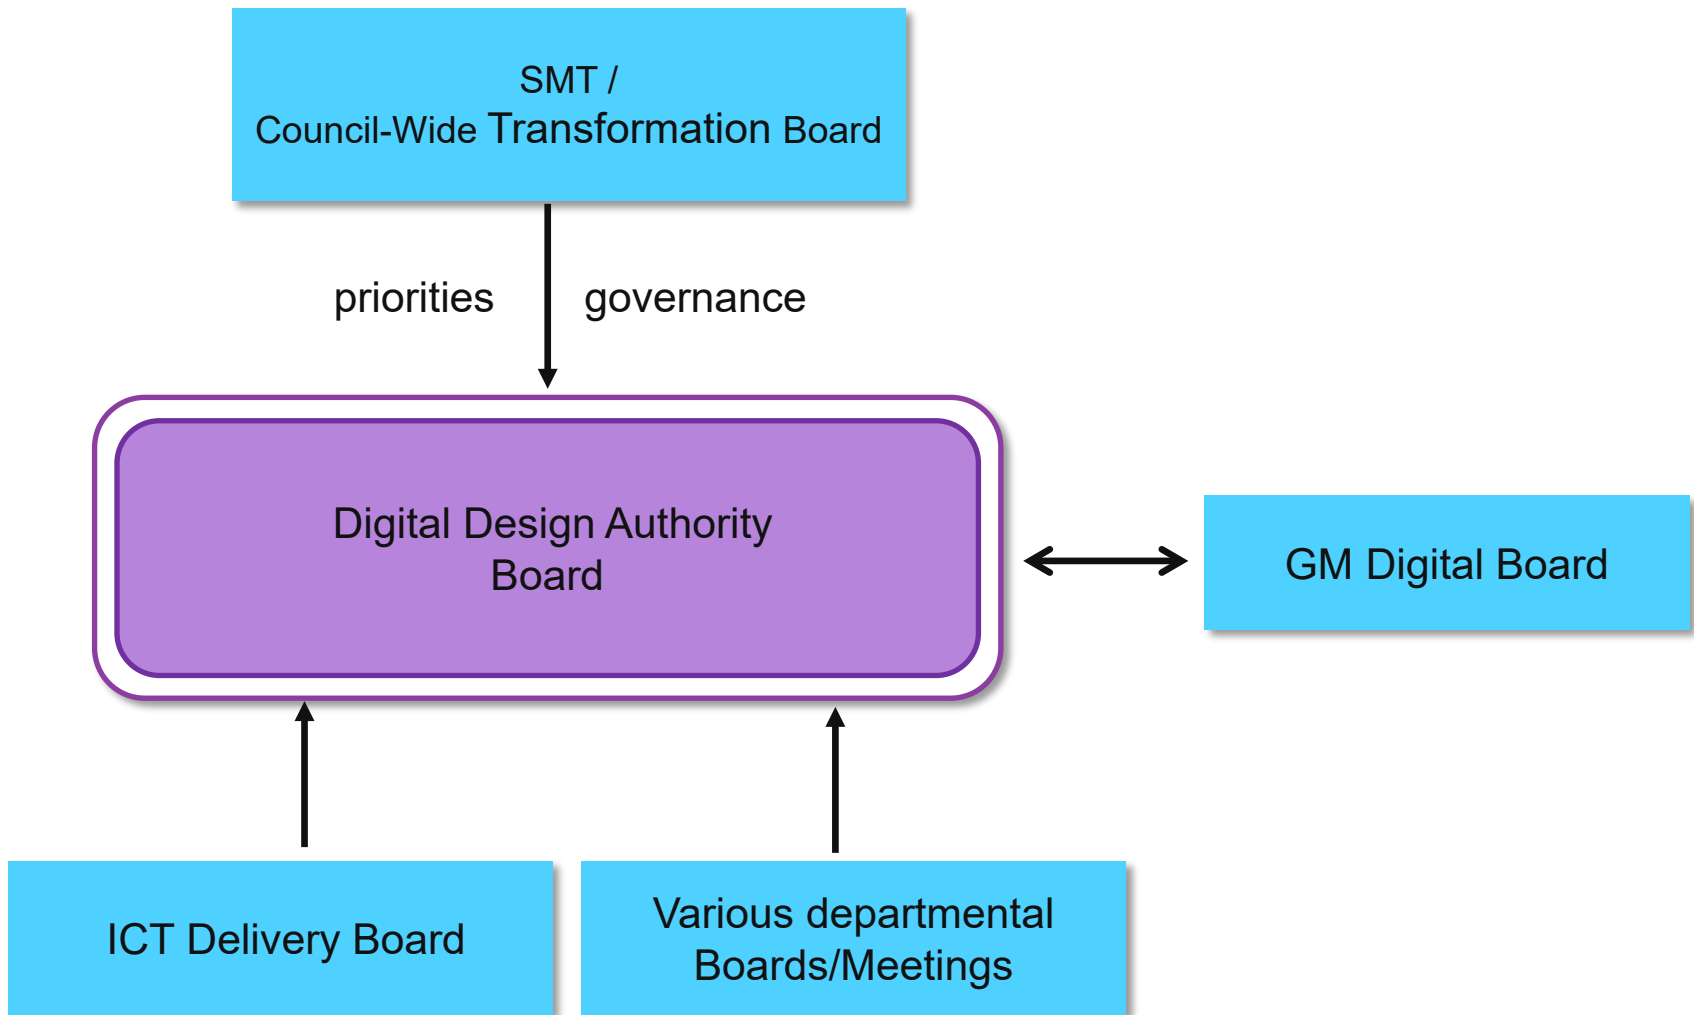 SMT /
Council-Wide Transformation Board
priorities
governance
Digital Design Authority
Board
GM Digital Board
ICT Delivery Board
Various departmental
Boards/Meetings